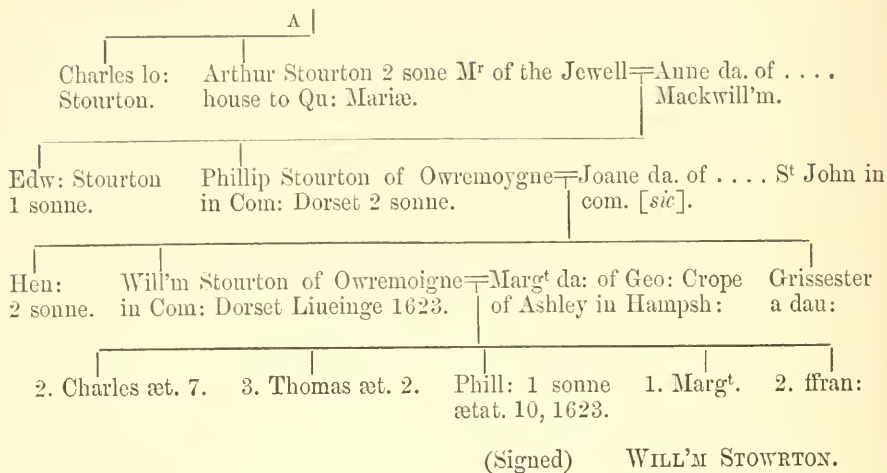 A
Charles lo: Arthur Stourton 2 sone Mʳ of the Jewell=Anne da. of . . . .
Stourton. house to Qu: Mariæ. Mackwill'm.
Edw: Stourton Phillip Stourton of Owremoygne=Joane da. of . . . . Sᵗ John in
1 sonne. in Com: Dorset 2 sonne. com. [sic].
Hen: Will'm Stourton of Owremoigne=Margᵗ da: of Geo: Crope Grissester
2 sonne. in Com: Dorset Liueinge 1623. of Ashley in Hampsh: a dau:
2. Charles æt. 7. 3. Thomas æt. 2. Phill: 1 sonne 1. Margᵗ. 2. ffran:
ætat. 10, 1623.
(Signed) WILL'M STOWRTON.